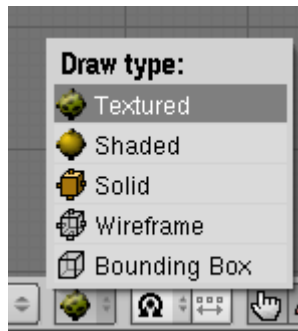 Draw type:
Textured
Shaded
Solid
Wireframe
Bounding Box